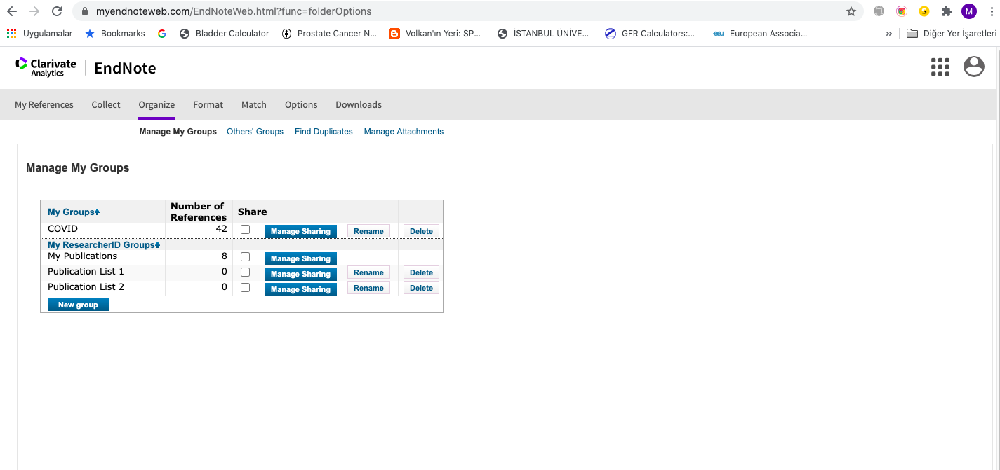 myendnoteweb.com/EndNoteWeb.html?func=folderOptions
M
Uygulamalar Bookmarks Bladder Calculator Prostate Cancer N... Volkan'ın Yeri: SP... İSTANBUL ÜNİVE... GFR Calculators:... European Associa... » Diğer Yer İşaretleri
Clarivate
Analytics
EndNote
My References Collect Organize Format Match Options Downloads
Manage My Groups Others' Groups Find Duplicates Manage Attachments
Manage My Groups
My Groups Number of References Share
COVID 42 Manage Sharing Rename Delete
My ResearcherID Groups
My Publications 8 Manage Sharing
Publication List 1 0 Manage Sharing Rename Delete
Publication List 2 0 Manage Sharing Rename Delete
New group